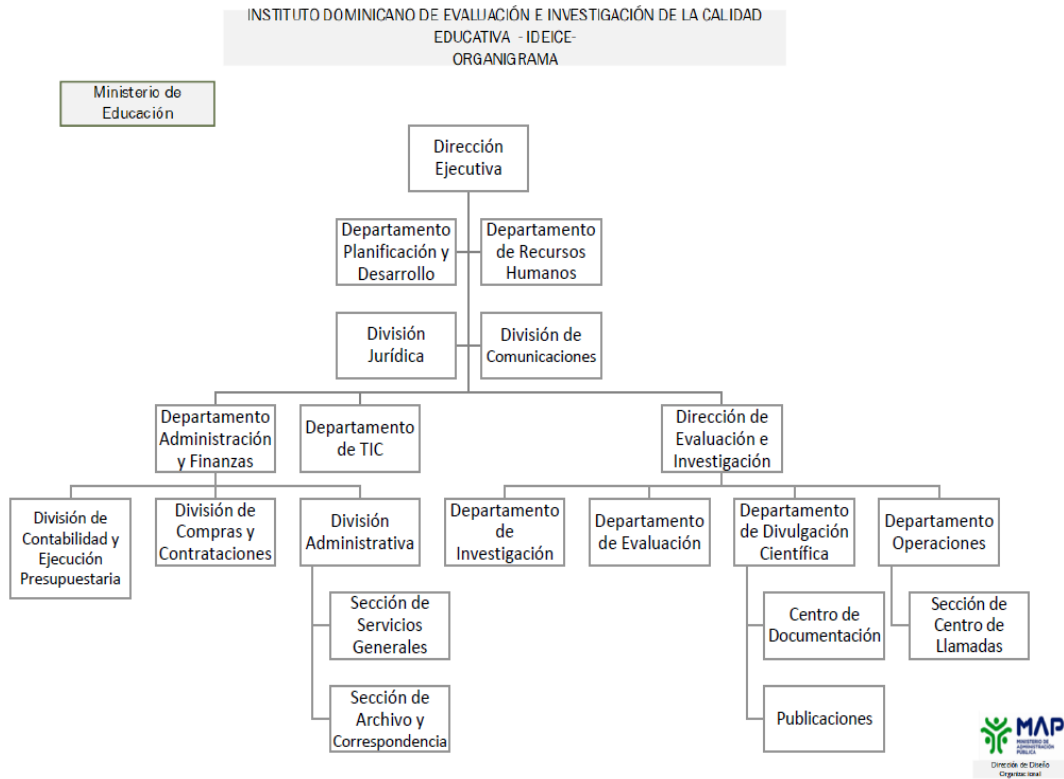 INSTITUTO DOMINICANO DE EVALUACIÓN E INVESTIGACIÓN DE LA CALIDAD
EDUCATIVA - IDEICE-
ORGANIGRAMA
Ministerio de
Educación
Dirección
Ejecutiva
Departamento
Planificación y
Desarrollo
Departamento
de Recursos
Humanos
División
Jurídica
División de
Comunicaciones
Departamento
Administración
y Finanzas
Departamento
de TIC
Dirección de
Evaluación e
Investigación
División de
Contabilidad y
Ejecución
Presupuestaria
División de
Compras y
Contrataciones
División
Administrativa
Departamento
de
Investigación
Departamento
de Evaluación
Departamento
de Divulgación
Científica
Departamento
Operaciones
Sección de
Servicios
Generales
Centro de
Documentación
Sección de
Centro de
Llamadas
Sección de
Archivo y
Correspondencia
Publicaciones
MAP
MINISTERIO DE
ADMINISTRACIÓN
PÚBLICA
Dirección de Diseño
Organizacional